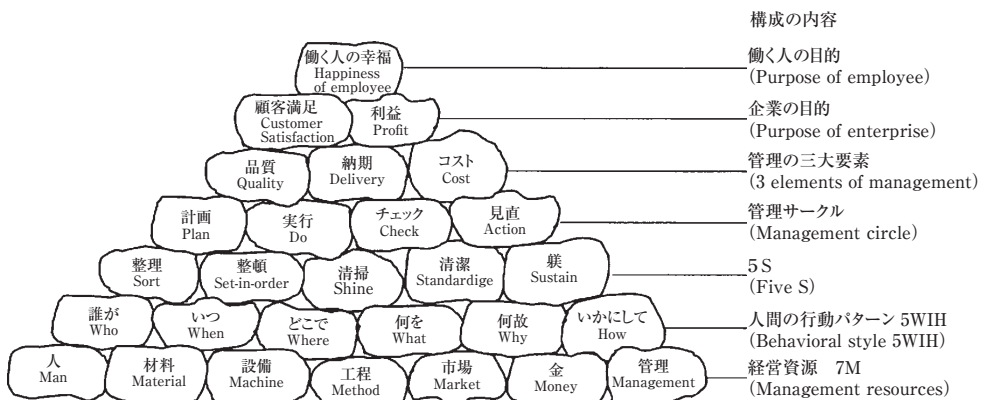 構成の内容
働く人の幸福
Happiness
of employee
働く人の目的
(Purpose of employee)
顧客満足
Customer
Satisfaction
利益
Profit
企業の目的
(Purpose of enterprise)
品質
Quality
納期
Delivery
コスト
Cost
管理の三大要素
(3 elements of management)
計画
Plan
実行
Do
チェック
Check
見直
Action
管理サークル
(Management circle)
整理
Sort
整頓
Set-in-order
清掃
Shine
清潔
Standardige
躾
Sustain
5S
(Five S)
誰が
Who
いつ
When
どこで
Where
何を
What
何故
Why
いかにして
How
人間の行動パターン 5WIH
(Behavioral style 5WIH)
人
Man
材料
Material
設備
Machine
工程
Method
市場
Market
金
Money
管理
Management
経営資源 7M
(Management resources)